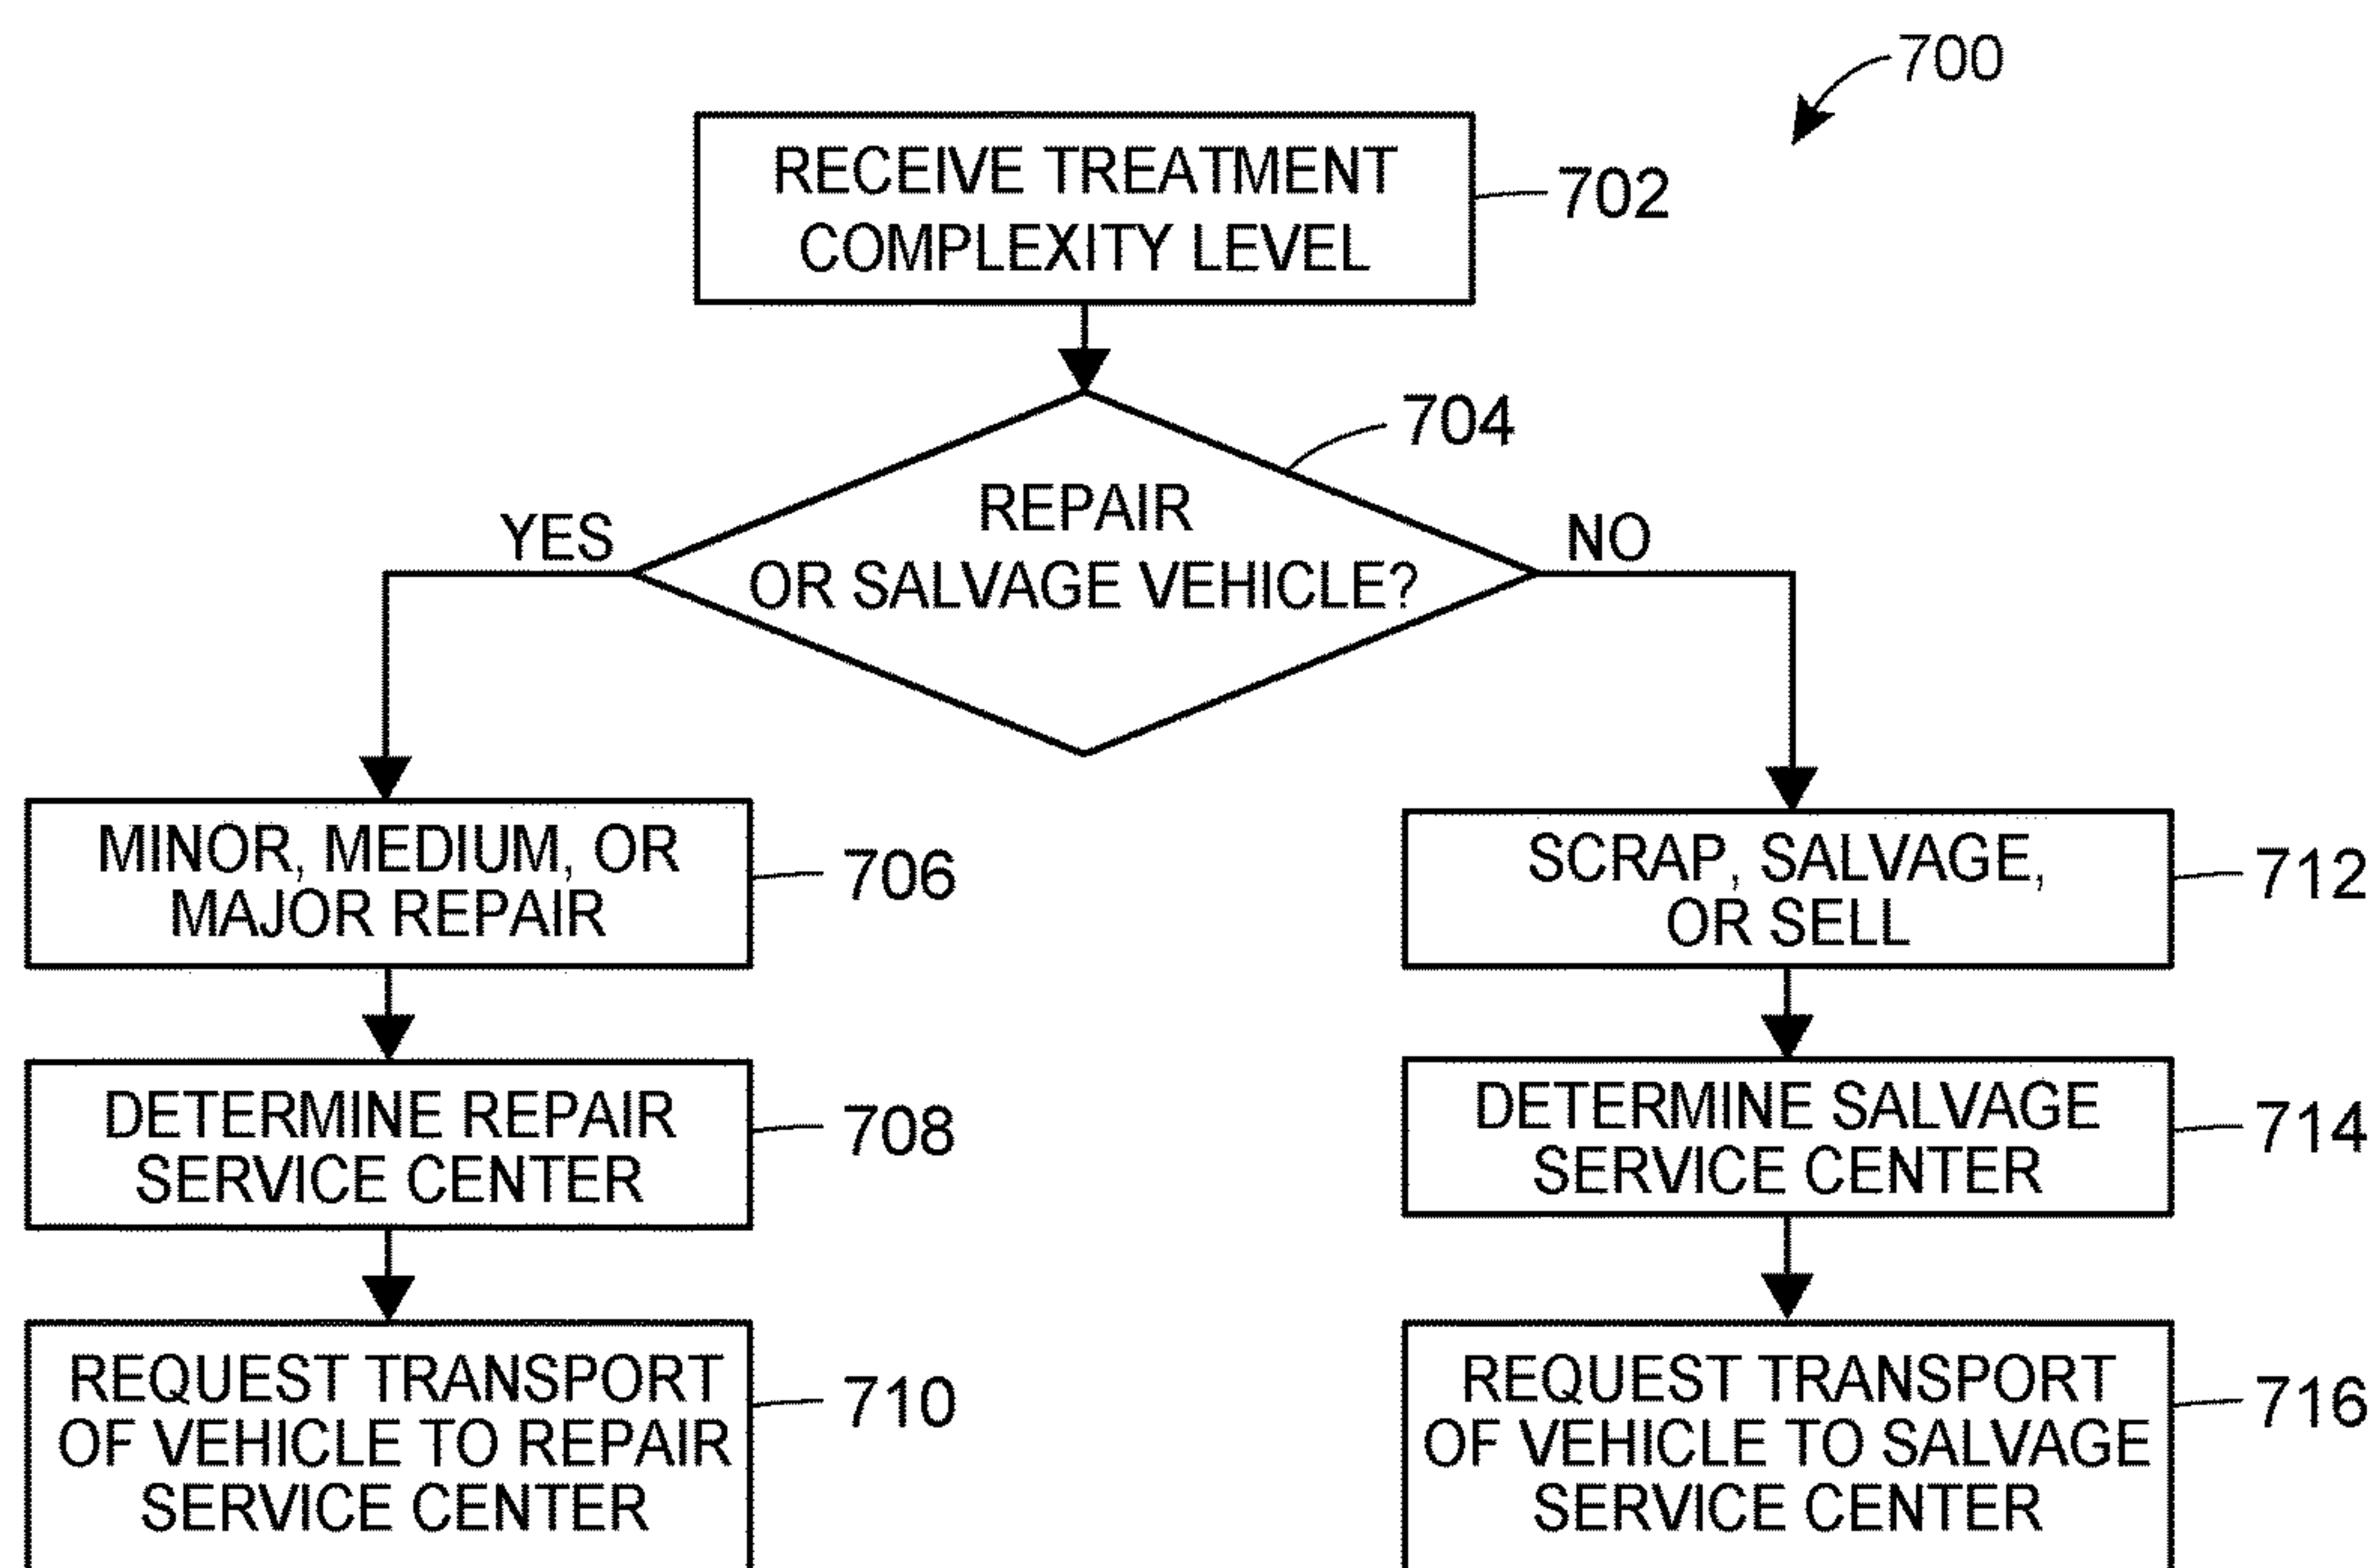 700
RECEIVE TREATMENT
COMPLEXITY LEVEL
702
704
REPAIR
OR SALVAGE VEHICLE?
YES
NO
MINOR, MEDIUM, OR
MAJOR REPAIR
706
DETERMINE REPAIR
SERVICE CENTER
708
REQUEST TRANSPORT
OF VEHICLE TO REPAIR
SERVICE CENTER
710
SCRAP, SALVAGE,
OR SELL
712
DETERMINE SALVAGE
SERVICE CENTER
714
REQUEST TRANSPORT
OF VEHICLE TO SALVAGE
SERVICE CENTER
716